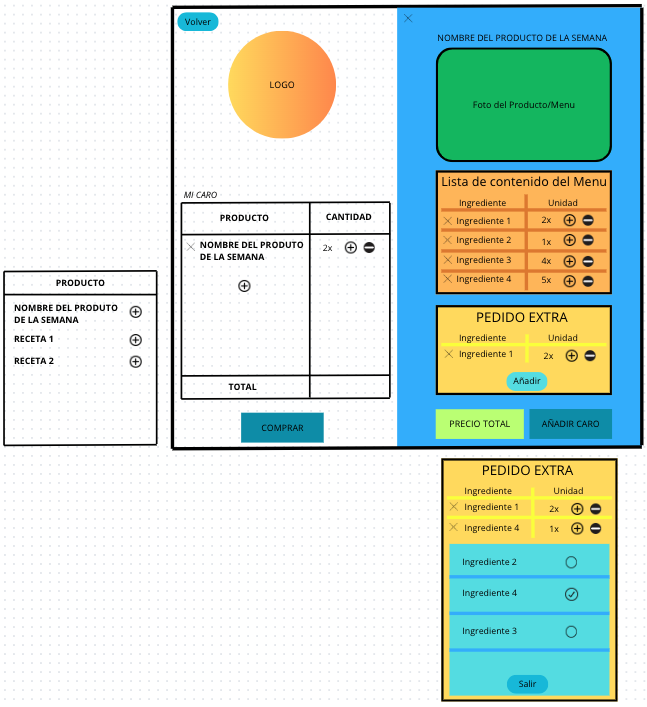 Volver
LOGO
MI CARO
PRODUCTO CANTIDAD
NOMBRE DEL PRODUTO 2x
DE LA SEMANA
TOTAL
COMPRAR
NOMBRE DEL PRODUCTO DE LA SEMANA
Foto del Producto/Menu
Lista de contenido del Menu
Ingrediente Unidad
Ingrediente 1 2x
Ingrediente 2 1x
Ingrediente 3 4x
Ingrediente 4 5x
PEDIDO EXTRA
Ingrediente Unidad
Ingrediente 1 2x
Añadir
PRECIO TOTAL AÑADIR CARO
PRODUCTO
NOMBRE DEL PRODUTO
DE LA SEMANA
RECETA 1
RECETA 2
PEDIDO EXTRA
Ingrediente Unidad
Ingrediente 1 2x
Ingrediente 4 1x
Ingrediente 2
Ingrediente 4
Ingrediente 3
Salir